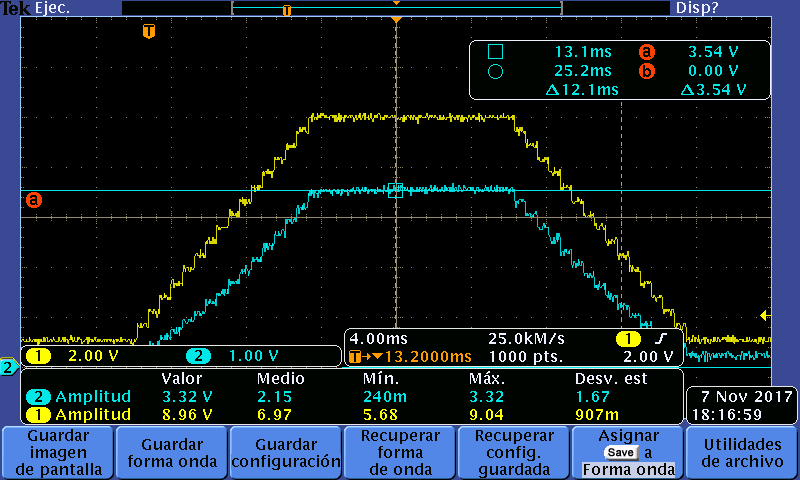 Tek Ejec. Disp?
T
T
13.1ms a 3.54 V
25.2ms b 0.00 V
Δ12.1ms Δ3.54 V
a
4.00ms 25.0kM/s 1 ʃ
1 2.00 V 2 1.00 V T→▼13.2000ms 1000 pts. 2.00 V
2
Valor Medio Mín. Máx. Desv. est
2 Amplitud 3.32 V 2.15 240m 3.32 1.67
1 Amplitud 8.96 V 6.97 5.68 9.04 907m
7 Nov 2017
18:16:59
Guardar
imagen
de pantalla
Guardar
forma onda
Guardar
configuración
Recuperar
forma
de onda
Recuperar
config.
guardada
Asignar
Save a
Forma onda
Utilidades
de archivo